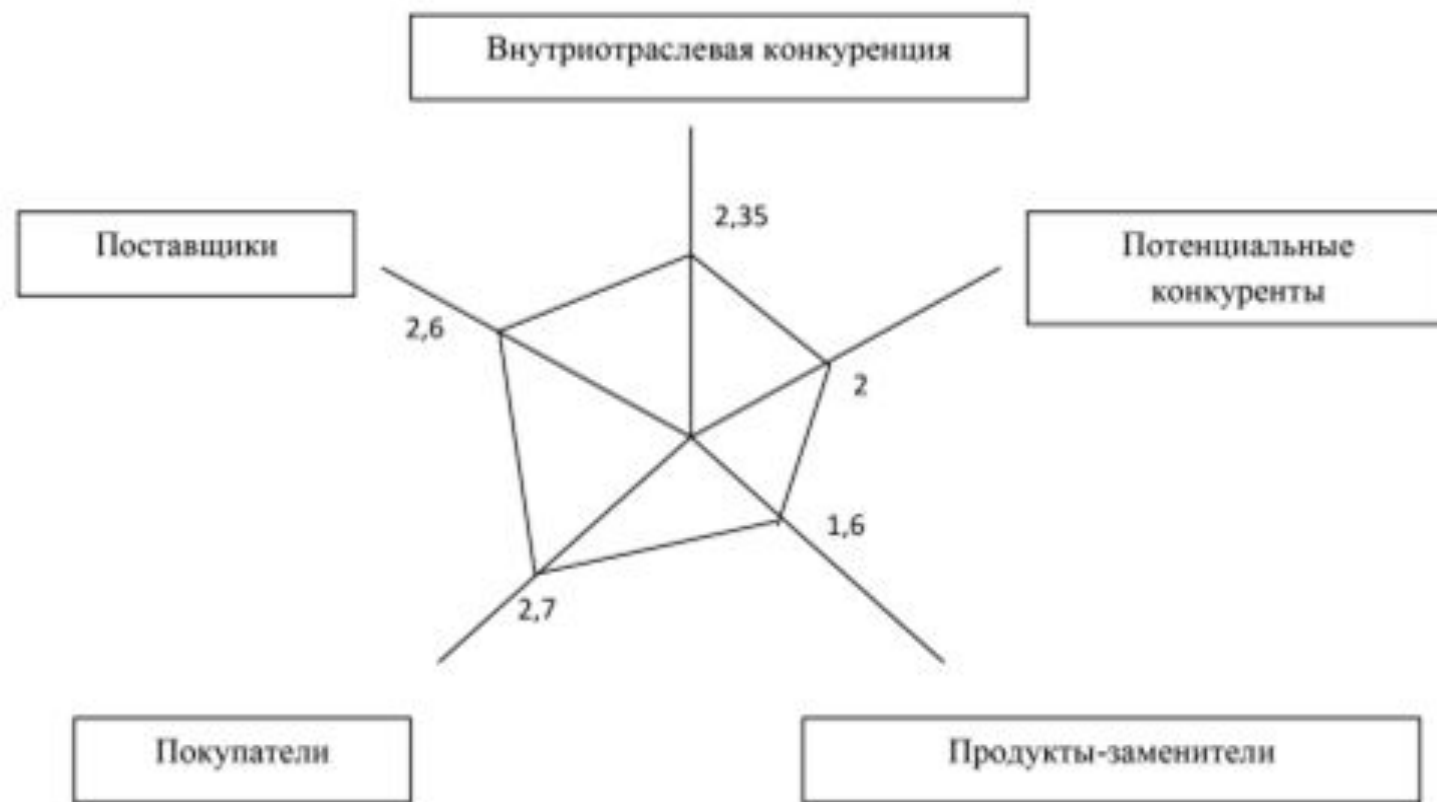 Внутриотраслевая конкуренция
2,35
Поставщики
Потенциальные
конкуренты
2,6
2
1,6
2,7
Покупатели
Продукты-заменители